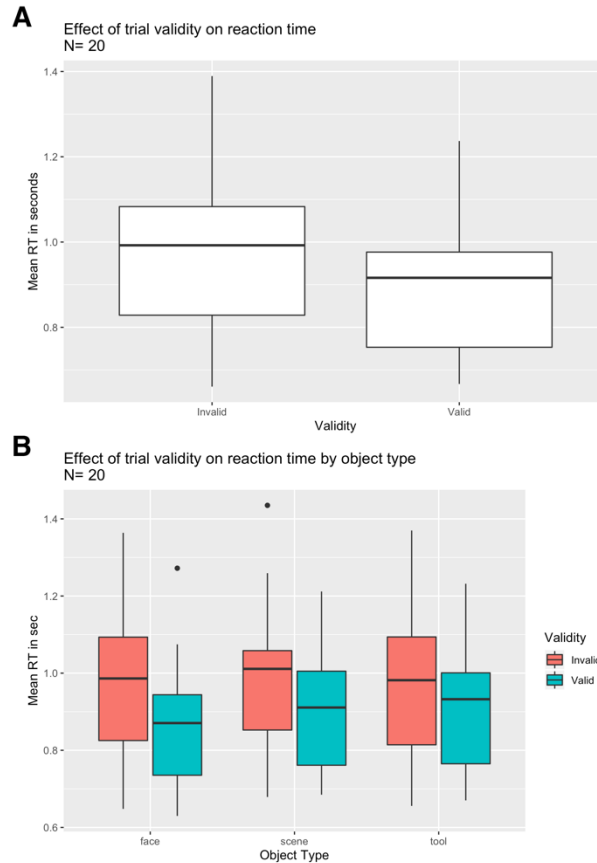 A
Effect of trial validity on reaction time
N= 20
Mean RT in seconds
1.4
1.2
1.0
0.8
Invalid
Valid
Validity
B
Effect of trial validity on reaction time by object type
N= 20
Mean RT in sec
1.4
1.2
1.0
0.8
0.6
face
scene
tool
Object Type
Validity
Invalic
Valid